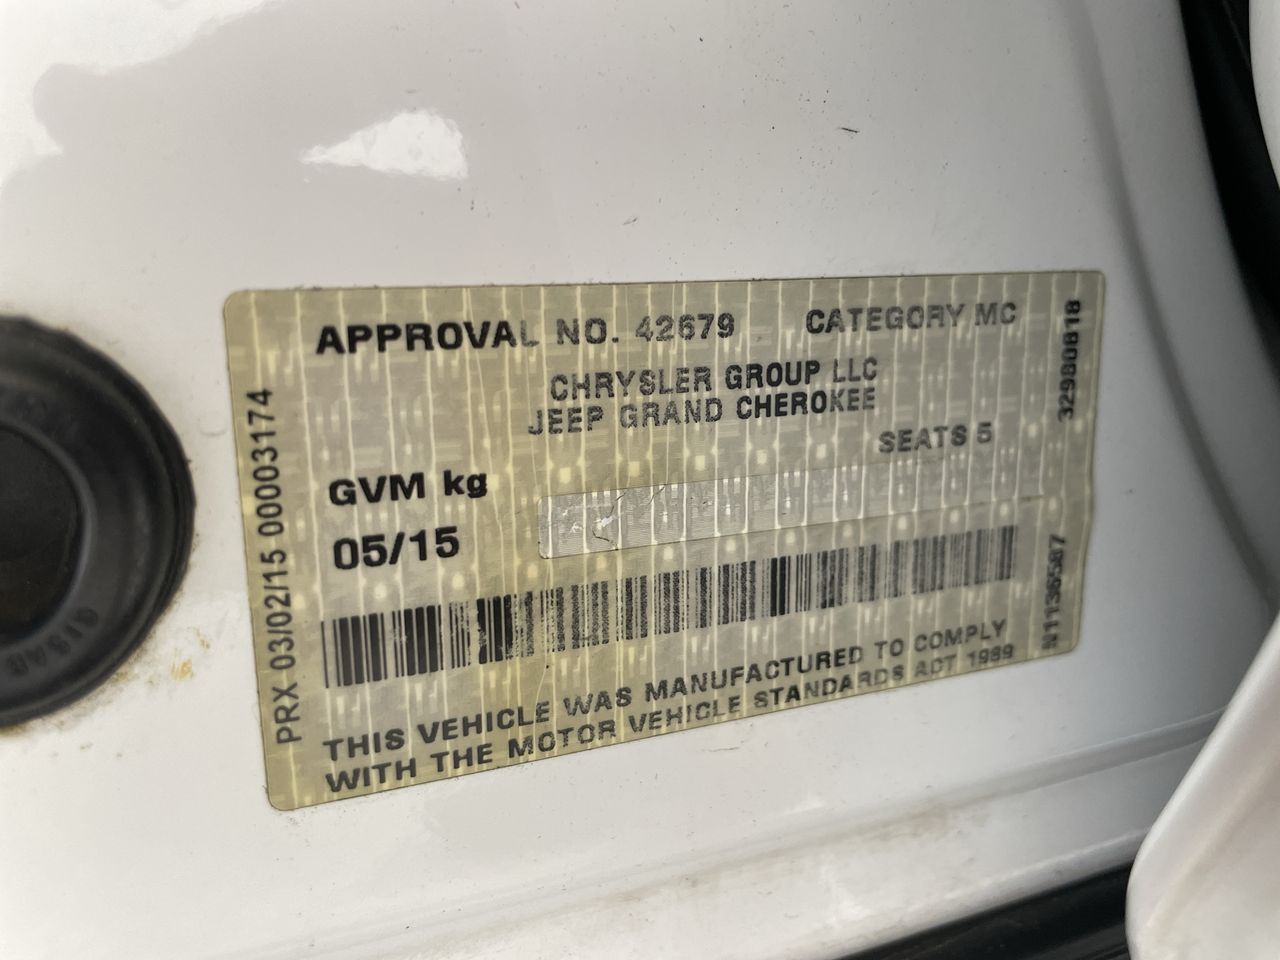 APPROVAL NO. 42679 CATEGORY MC
CHRYSLER GROUP LLC
JEEP GRAND CHEROKEE
SEATS 5
GVM kg
05/15
THIS VEHICLE WAS MANUFACTURED TO COMPLY
WITH THE MOTOR VEHICLE STANDARDS ACT 1989
PRX 03/02/15 00003174
32980818